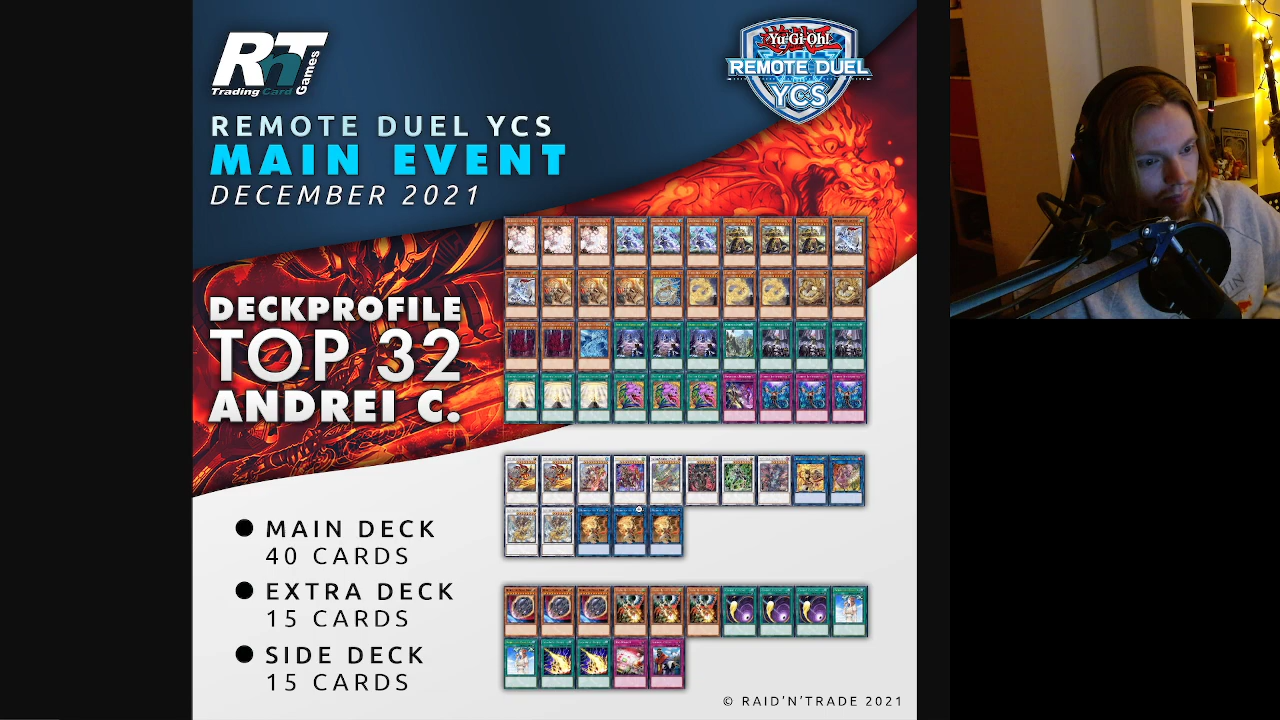 RnT
Trading Card Games
Yu-Gi-Oh!
REMOTE DUEL
YCS
REMOTE DUEL YCS
MAIN EVENT
DECEMBER 2021
DECKPROFILE
TOP 32
ANDREI C.
MAIN DECK
40 CARDS
EXTRA DECK
15 CARDS
SIDE DECK
15 CARDS
© RAID'N'TRADE 2021